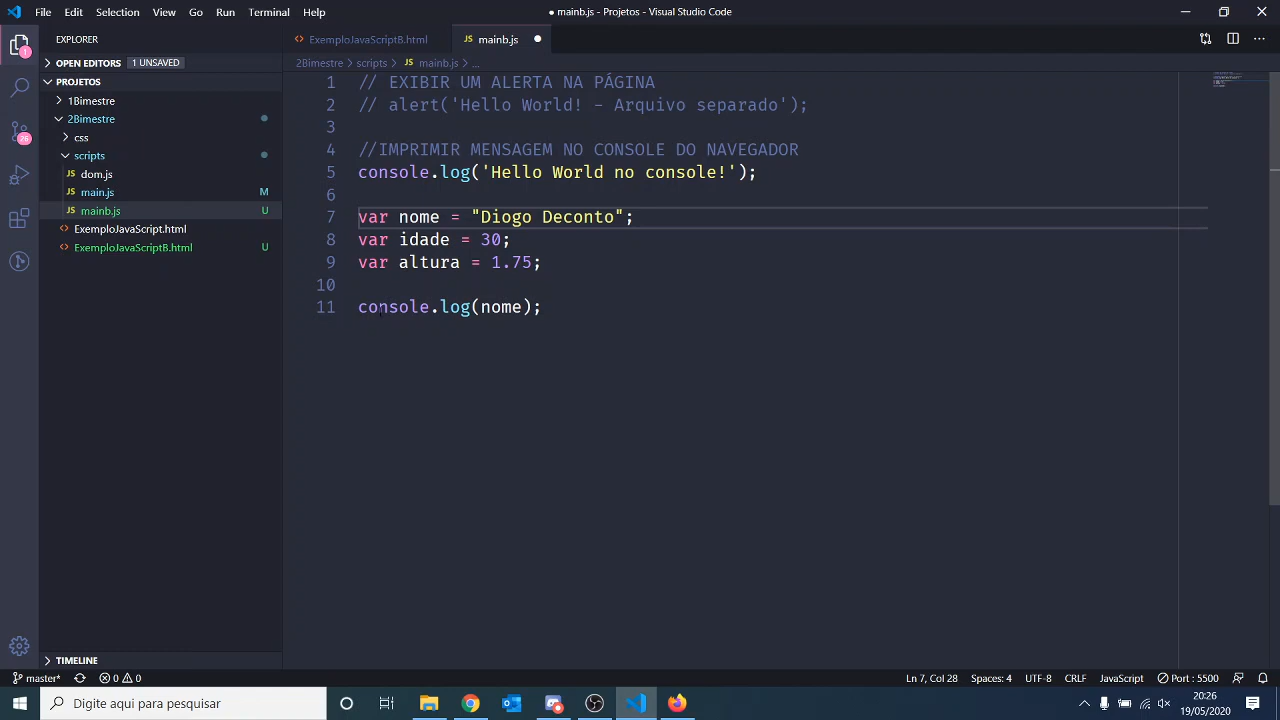 File Edit Selection View Go Run Terminal Help
● mainb.js - Projetos - Visual Studio Code
EXPLORER
ExemploJavaScriptB.html
JS mainb.js ●
OPEN EDITORS 1 UNSAVED
2Bimestre > scripts > JS mainb.js > ...
PROJETOS
1Bimestre
2Bimestre
css
scripts
dom.js
JS main.js M
JS mainb.js U
ExemploJavaScript.html
ExemploJavaScriptB.html U
1
26
1 // EXIBIR UM ALERTA NA PÁGINA
2 // alert('Hello World! - Arquivo separado');
3
4 //IMPRIMIR MENSAGEM NO CONSOLE DO NAVEGADOR
5 console.log('Hello World no console!');
6
7 var nome = "Diogo Deconto";
8 var idade = 30;
9 var altura = 1.75;
10
11 console.log(nome);
TIMELINE
master* 0 0
Ln 7, Col 28 Spaces: 4 UTF-8 CRLF JavaScript Port : 5500
Digite aqui para pesquisar
20:26
19/05/2020